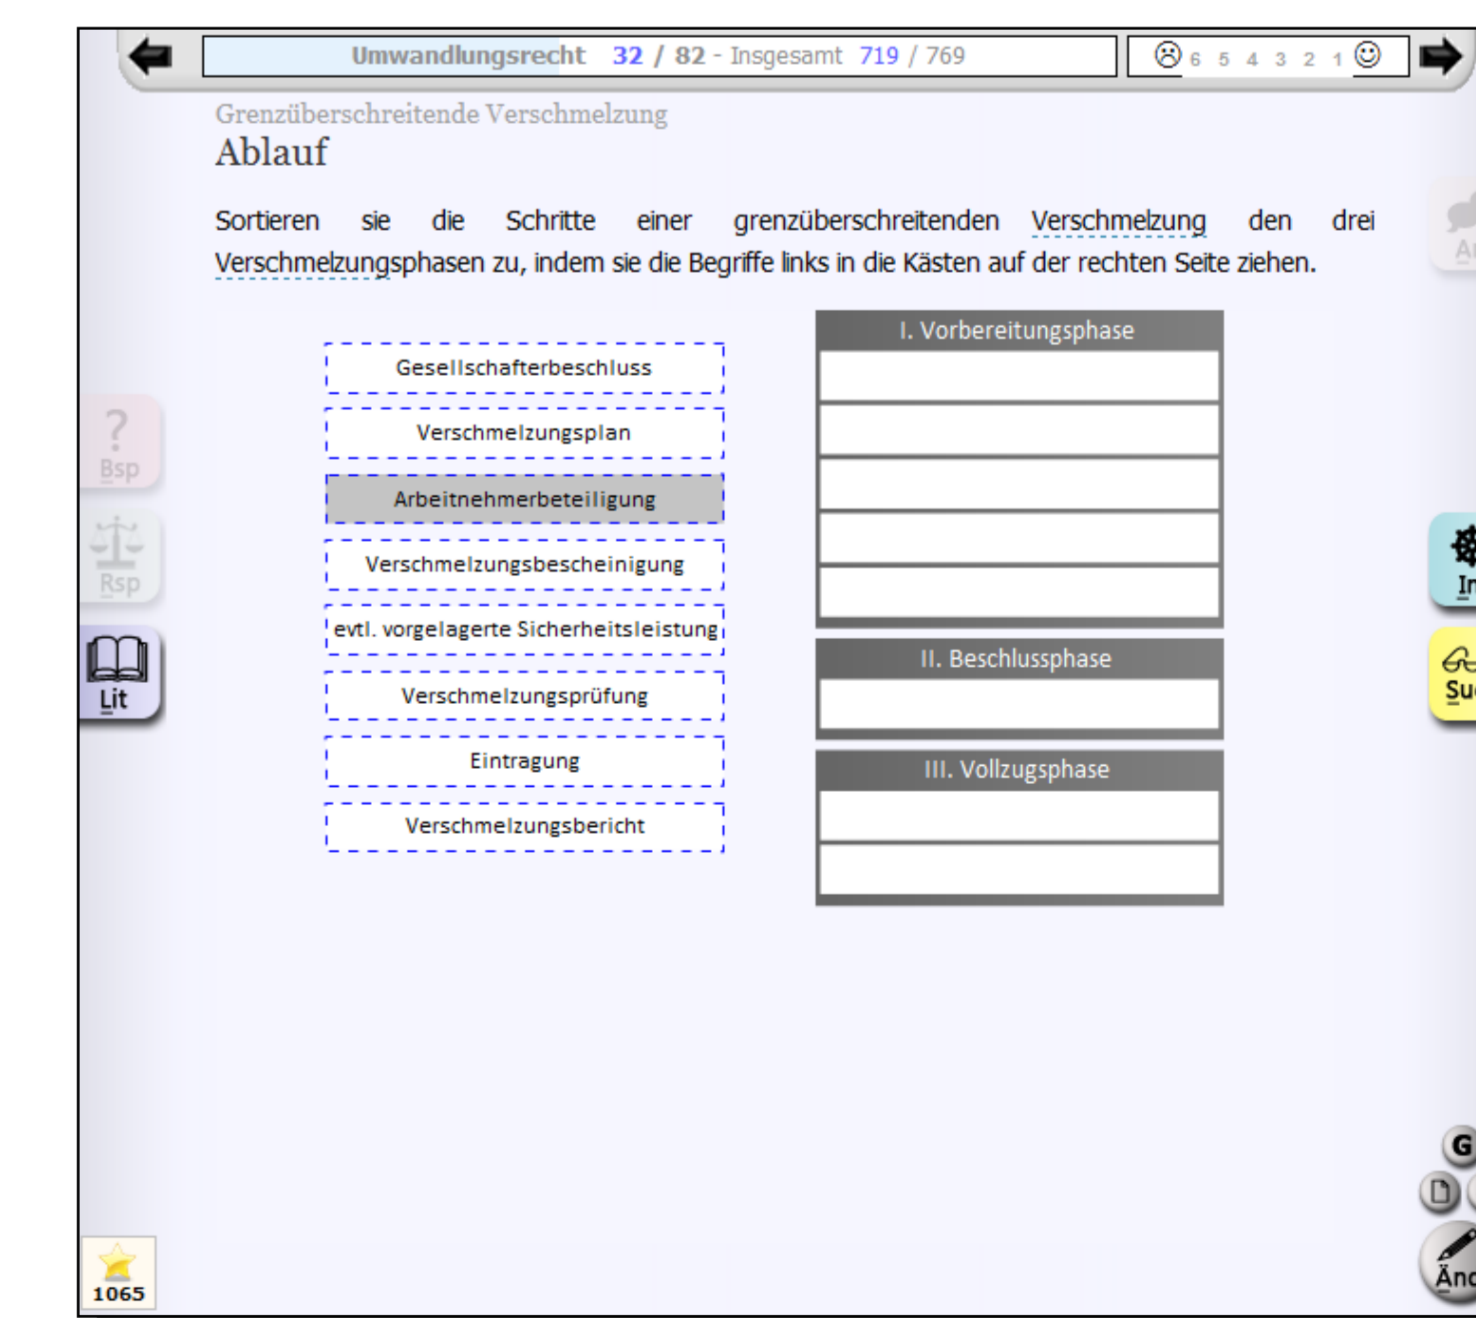 Umwandlungsrecht 32 / 82 - Insgesamt 719 / 769
6 5 4 3 2 1
Grenzüberschreitende Verschmelzung
Ablauf
Sortieren sie die Schritte einer grenzüberschreitenden Verschmelzung den drei
Verschmelzungsphasen zu, indem sie die Begriffe links in die Kästen auf der rechten Seite ziehen.
Gesellschafterbeschluss
Verschmelzungsplan
Arbeitnehmerbeteiligung
Verschmelzungsbescheinigung
evtl. vorgelagerte Sicherheitsleistung
Verschmelzungsprüfung
Eintragung
Verschmelzungsbericht
I. Vorbereitungsphase
II. Beschlussphase
III. Vollzugsphase
?
Bsp
Rsp
Lit
G
1065